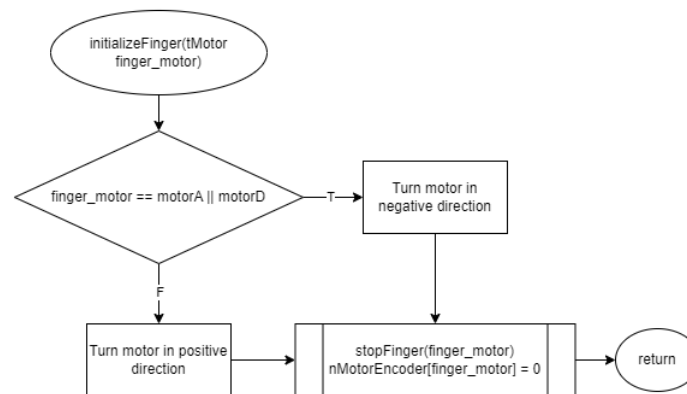 initializeFinger(tMotor
finger_motor)
finger_motor == motorA || motorD
T
Turn motor in
negative direction
F
Turn motor in positive
direction
stopFinger(finger_motor)
nMotorEncoder[finger_motor] = 0
return